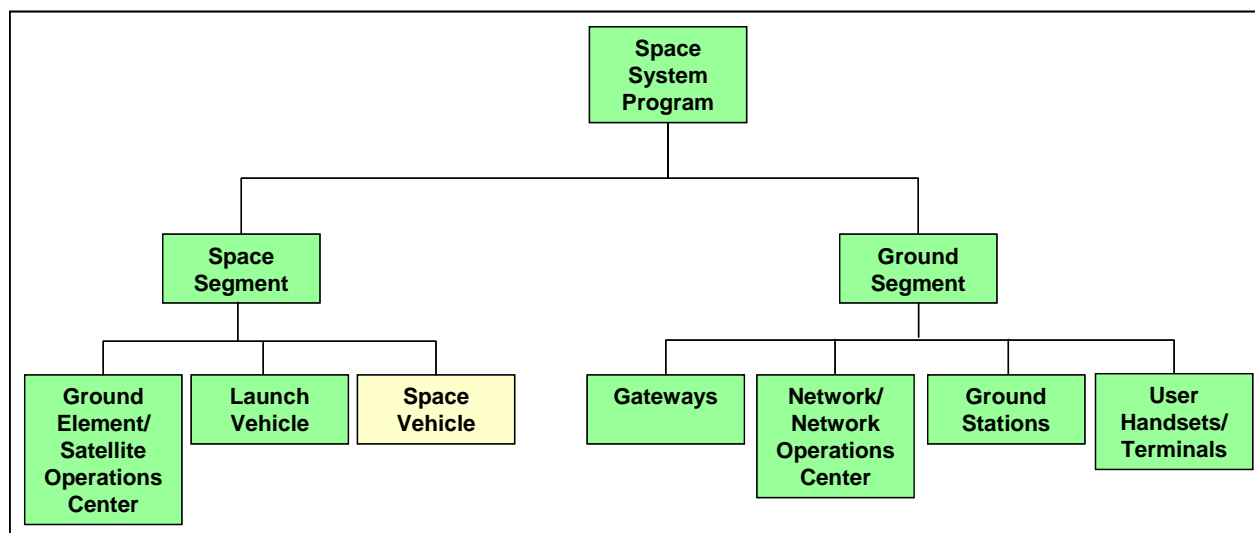 Space
System
Program
Space
Segment
Ground
Segment
Ground
Element/
Satellite
Operations
Center
Launch
Vehicle
Space
Vehicle
Gateways
Network/
Network
Operations
Center
Ground
Stations
User
Handsets/
Terminals